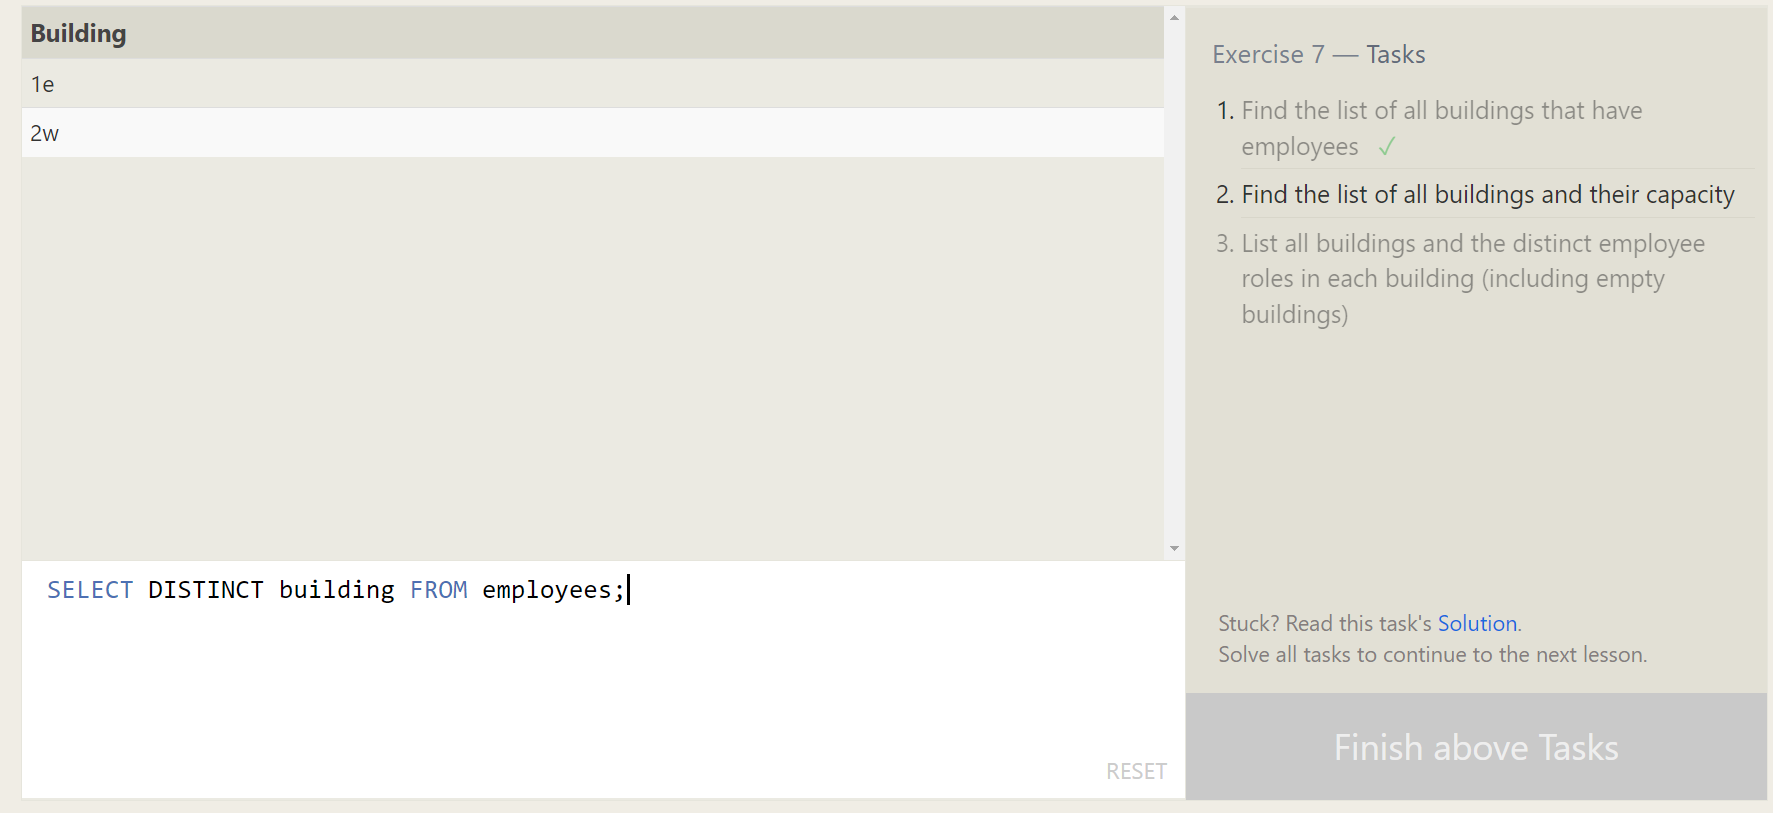 Building
1e
2w
SELECT DISTINCT building FROM employees;
RESET
Exercise 7 — Tasks
1. Find the list of all buildings that have
employees ✓
2. Find the list of all buildings and their capacity
3. List all buildings and the distinct employee
roles in each building (including empty
buildings)
Stuck? Read this task's Solution.
Solve all tasks to continue to the next lesson.
Finish above Tasks